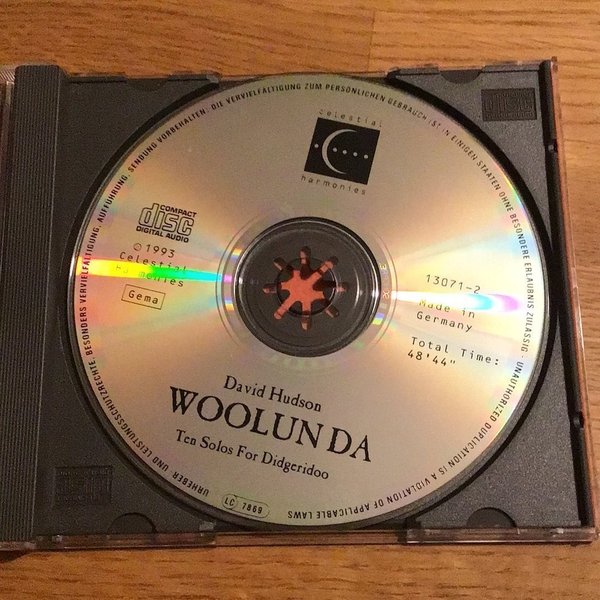 URHEBER UND LEISTUNGSSCHUTZRECHTE. BESONDERS VERVIELFÄLTIGUNG, AUFFÜHRUNG, SENDUNG VORBEHALTEN. DIE VERVIELFÄLTIGUNG ZUM PERSÖNLICHEN GEBRAUCH IST IN EINIGEN STAATEN OHNE BESONDERE ERLAUBNIS ZULÄSSIG · UNAUTHORIZED DUPLICATION IS A VIOLATION OF APPLICABLE LAWS
celestial
harmonies
COMPACT
disc
DIGITAL AUDIO
©1993
Celestial
Harmonies
Gema
13071-2
Made in
Germany
Total Time:
48'44"
David Hudson
WOOLUNDA
Ten Solos For Didgeridoo
LC 7869